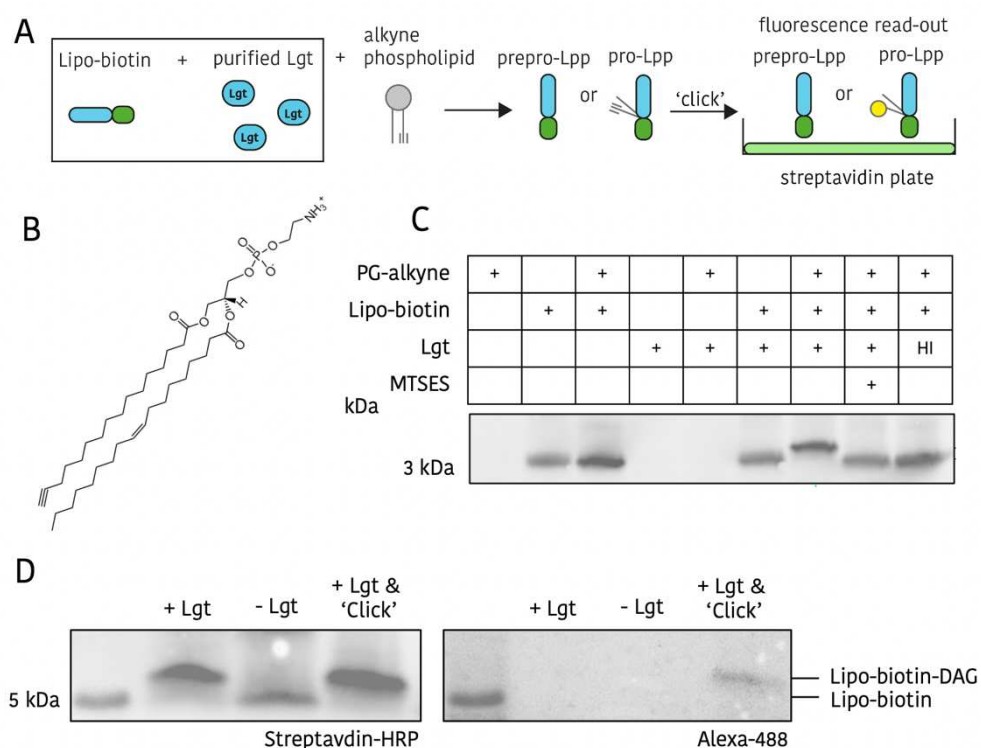 A
Lipo-biotin + purified Lgt + alkyne phospholipid
Lgt
Lgt
Lgt
prepro-Lpp or pro-Lpp
'click'
fluorescence read-out
prepro-Lpp or pro-Lpp
streptavidin plate
B
NH₃⁺
O O P O O⁻
O H
O O O
C
PG-alkyne + + + + + +
Lipo-biotin + + + + + +
Lgt + + + + + HI
MTSES +
kDa
3 kDa
D
+ Lgt - Lgt + Lgt & 'Click'
+ Lgt - Lgt + Lgt & 'Click'
5 kDa
Lipo-biotin-DAG
Lipo-biotin
Streptavdin-HRP
Alexa-488